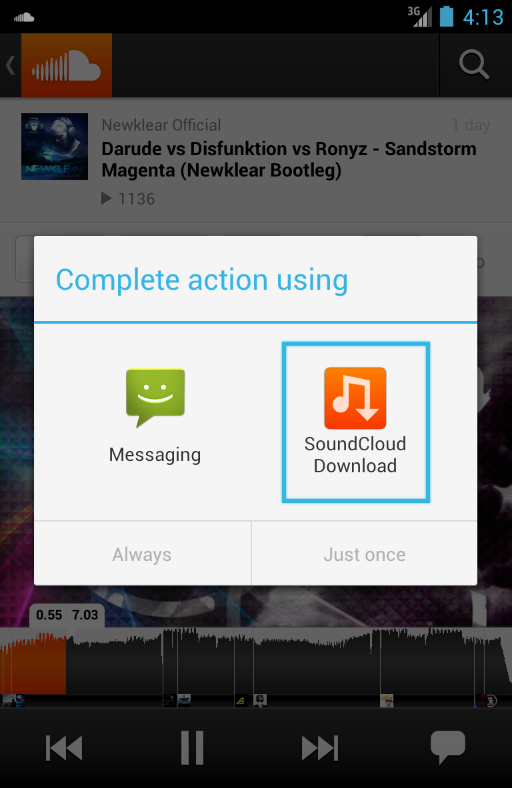 3G 4:13
Newklear Official 1 day
Darude vs Disfunktion vs Ronyz - Sandstorm
Magenta (Newklear Bootleg)
1136
Complete action using
Messaging
SoundCloud
Download
Always
Just once
0.55 7.03